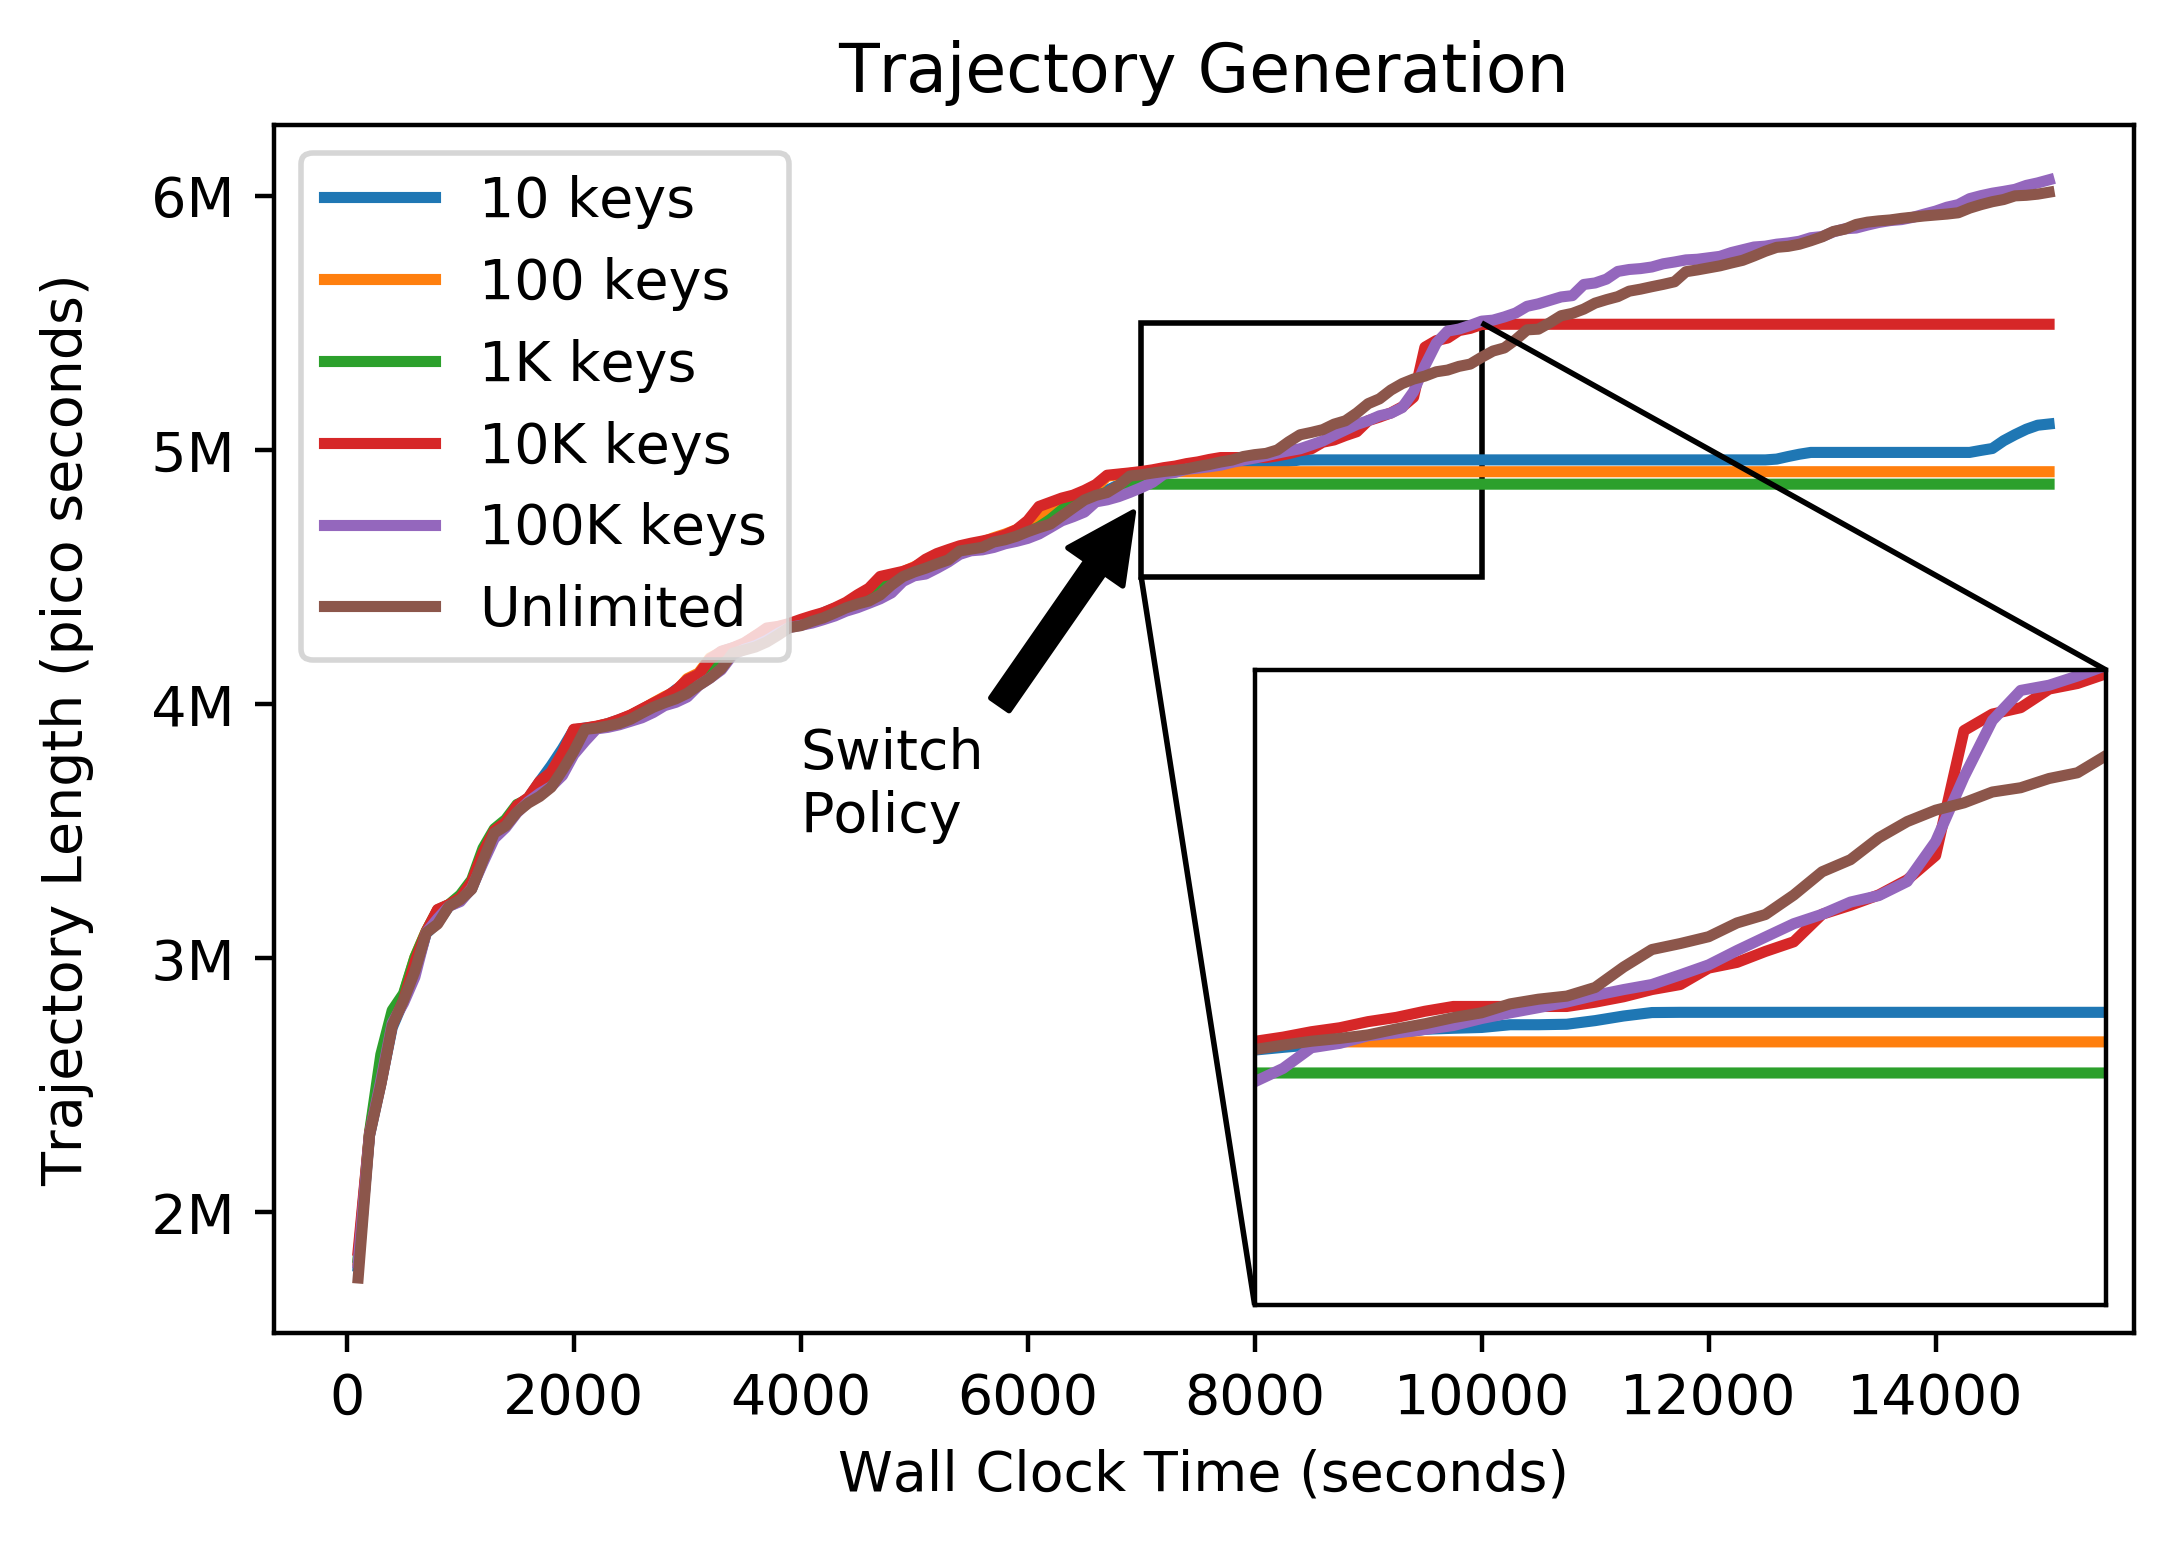 Trajectory Generation
Trajectory Length (pico seconds)
6M
5M
4M
3M
2M
10 keys
100 keys
1K keys
10K keys
100K keys
Unlimited
Switch
Policy
0 2000 4000 6000 8000 10000 12000 14000
Wall Clock Time (seconds)